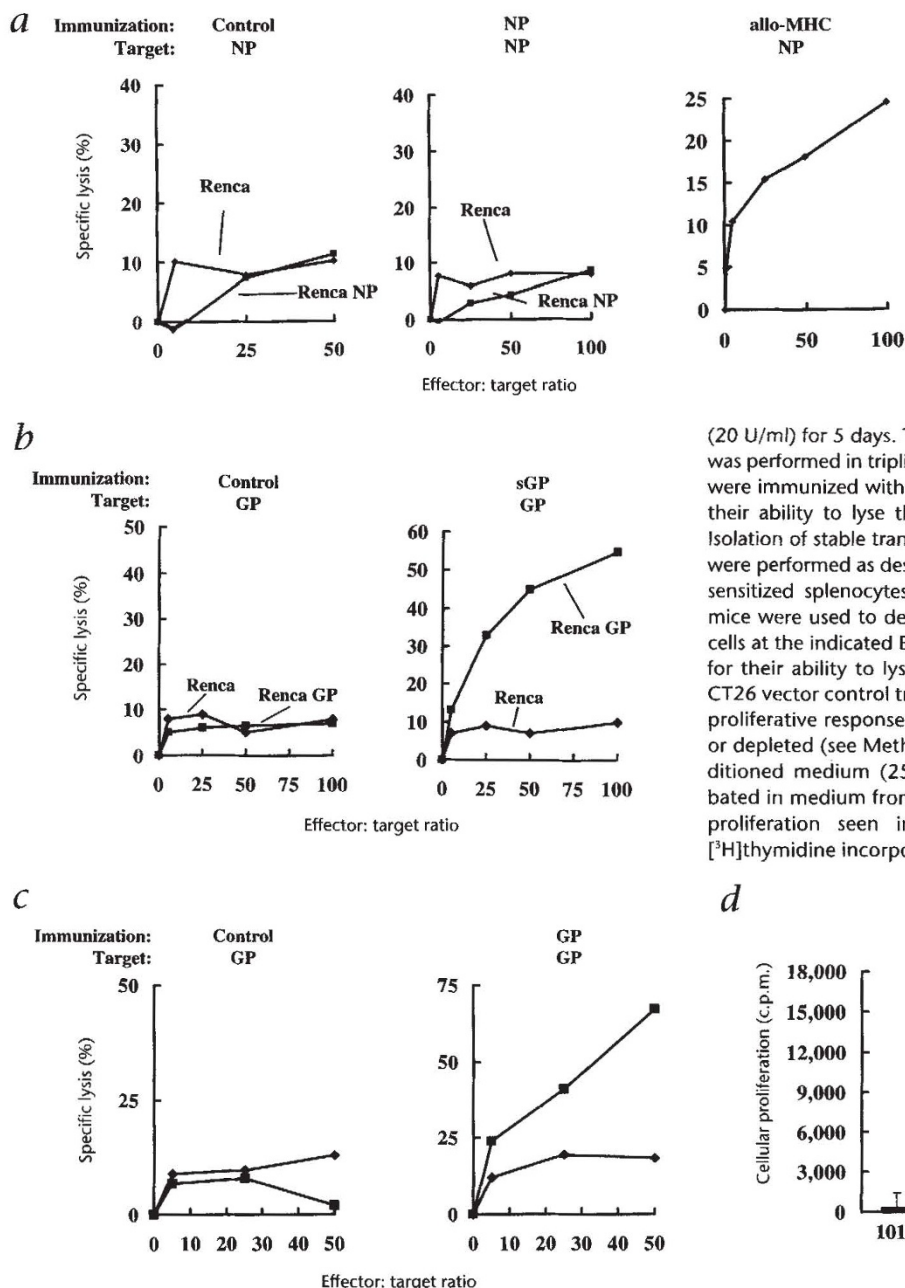 a
Immunization: Control NP allo-MHC
Target: NP NP NP
Specific lysis (%)
40
30
20
10
0
Renca
Renca NP
0 25 50
40
30
20
10
0
Renca
Renca NP
0 50 100
25
20
15
10
5
0
0 50 100
Effector: target ratio
b
Immunization: Control sGP
Target: GP GP
Specific lysis (%)
50
40
30
20
10
0
Renca
Renca GP
0 25 50 75 100
60
50
40
30
20
10
0
Renca GP
Renca
0 25 50 75 100
Effector: target ratio
(20 U/ml) for 5 days. T
was performed in tripli
were immunized with
their ability to lyse th
Isolation of stable tran
were performed as des
sensitized splenocytes
mice were used to de
cells at the indicated E
for their ability to lys
CT26 vector control tr
proliferative response
or depleted (see Meth
ditioned medium (25
bated in medium from
proliferation seen in
[³H]thymidine incorpo
c
Immunization: Control GP
Target: GP GP
Specific lysis (%)
50
25
0
0 10 20 30 40 50
75
50
25
0
0 10 20 30 40 50
Effector: target ratio
d
Cellular proliferation (c.p.m.)
18,000
15,000
12,000
9,000
6,000
3,000
0
101